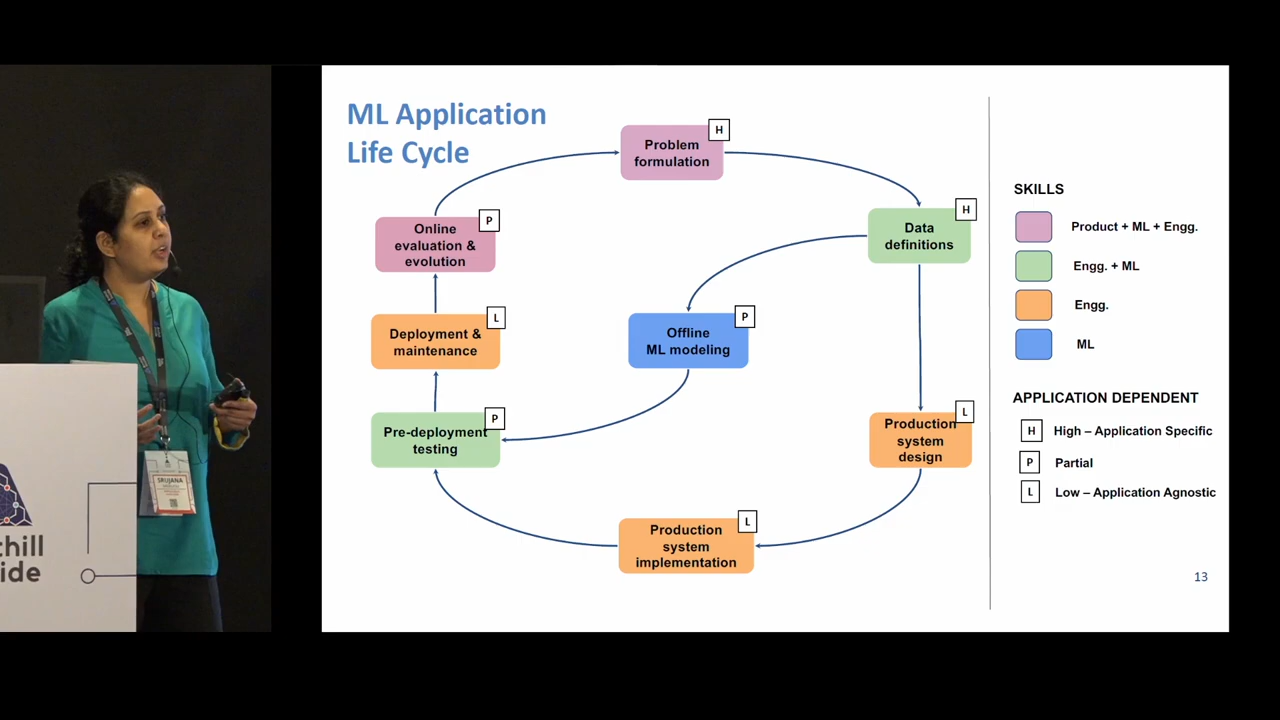 ML Application
Life Cycle
Problem
formulation
H
Data
definitions
H
Online
evaluation &
evolution
P
Deployment &
maintenance
L
Offline
ML modeling
P
Pre-deployment
testing
P
Production
system
design
L
Production
system
implementation
L
SKILLS
Product + ML + Engg.
Engg. + ML
Engg.
ML
APPLICATION DEPENDENT
H
High – Application Specific
P
Partial
L
Low – Application Agnostic
13
SRUJANA
thill
ide